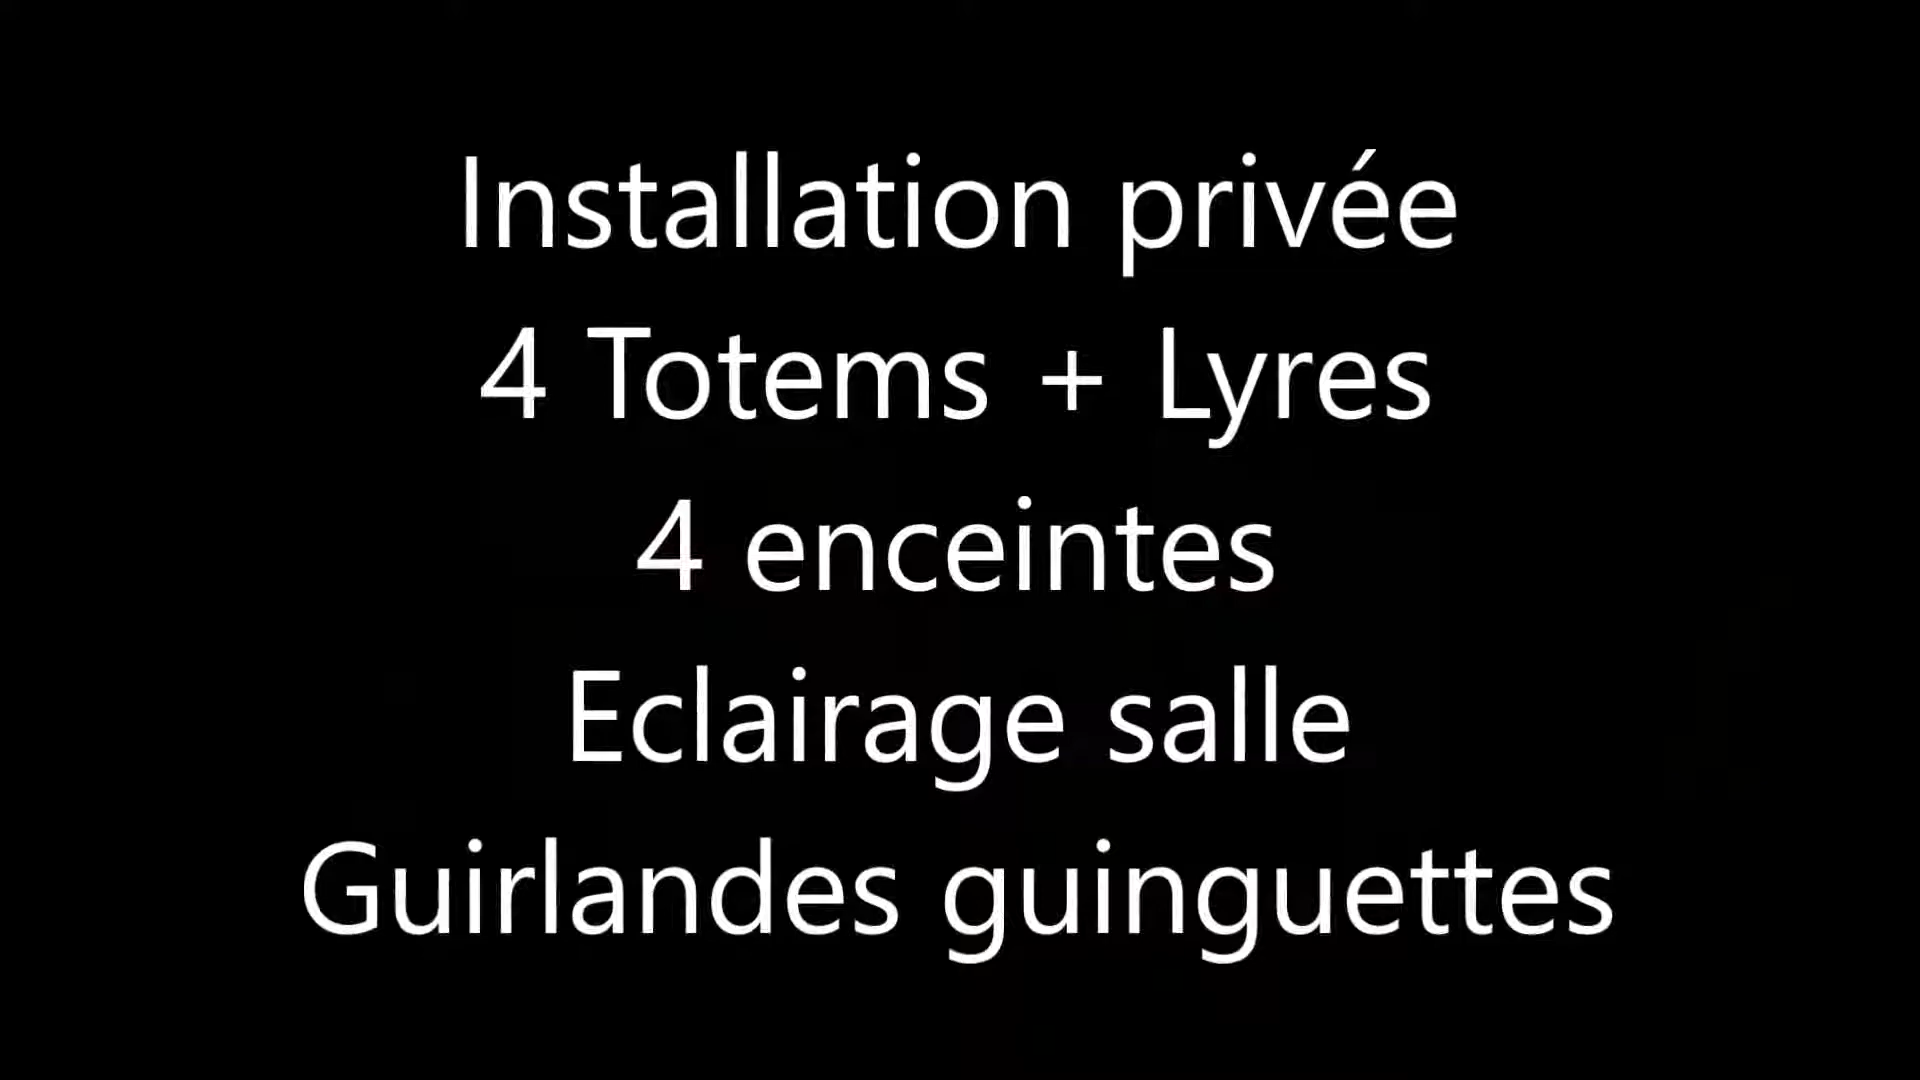 Installation privée
4 Totems + Lyres
4 enceintes
Eclairage salle
Guirlandes guinguettes